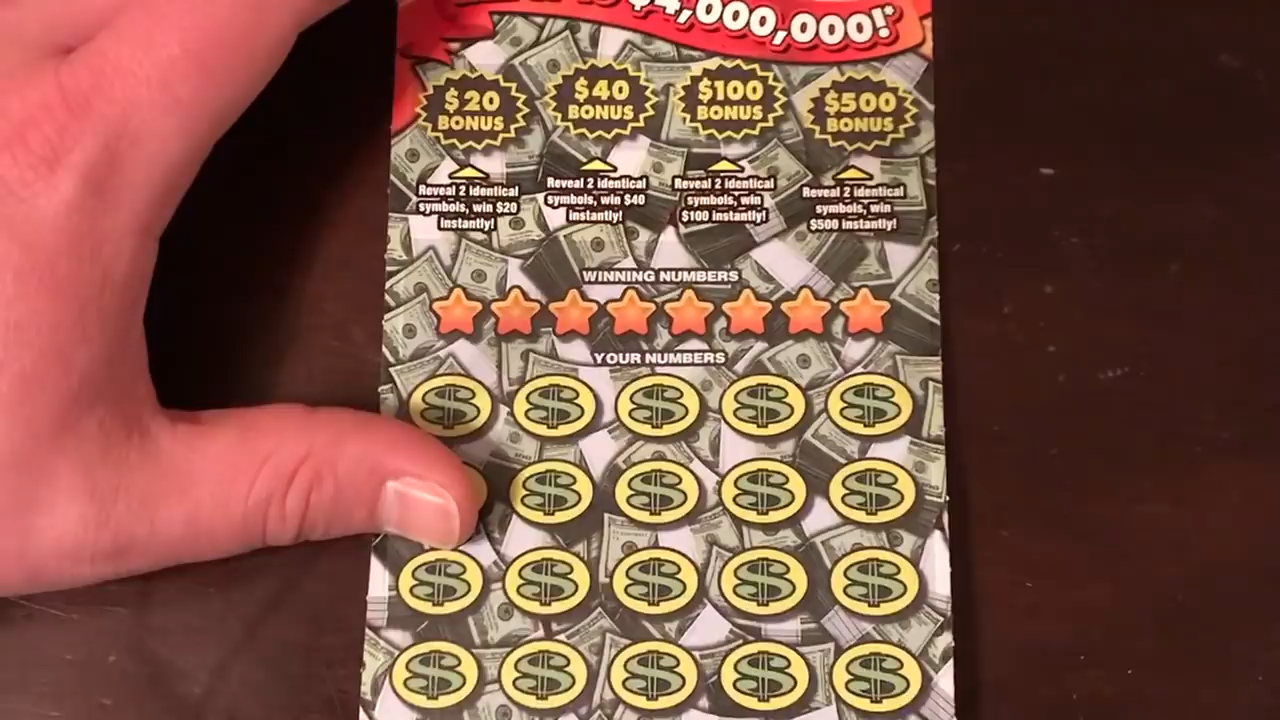 $4,000,000!*
$20
BONUS
$40
BONUS
$100
BONUS
$500
BONUS
Reveal 2 identical
symbols, win $20
instantly!
Reveal 2 identical
symbols, win $40
instantly!
Reveal 2 identical
symbols, win
$100 instantly!
Reveal 2 identical
symbols, win
$500 instantly!
WINNING NUMBERS
YOUR NUMBERS